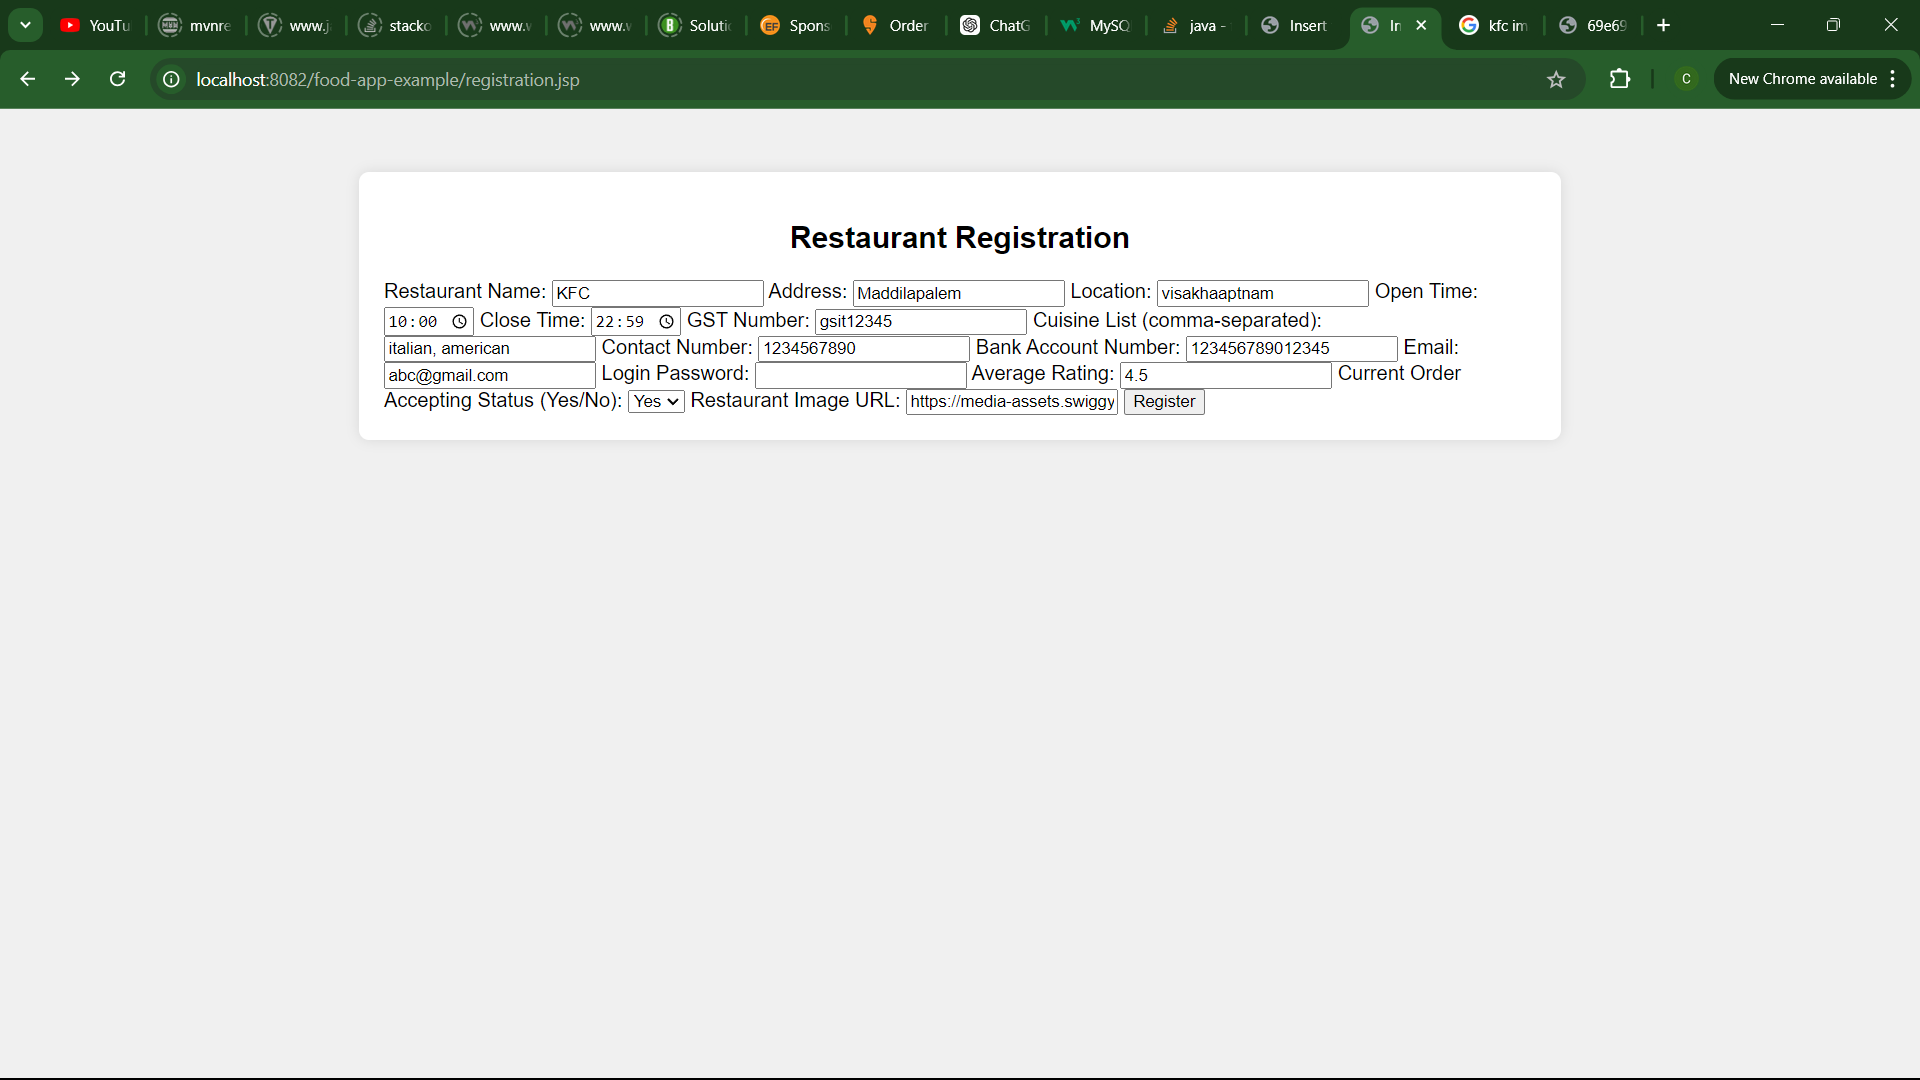 YouTu mvnre www.j stacko www.v www.v Soluti Spons Order ChatG MySQ java - Insert In kfc im 69e69
localhost:8082/food-app-example/registration.jsp C New Chrome available
Restaurant Registration
Restaurant Name: KFC Address: Maddilapalem Location: visakhaaptnam Open Time:
10:00 Close Time: 22:59 GST Number: gsit12345 Cuisine List (comma-separated):
italian, american Contact Number: 1234567890 Bank Account Number: 123456789012345 Email:
abc@gmail.com Login Password: Average Rating: 4.5 Current Order
Accepting Status (Yes/No): Yes Restaurant Image URL: https://media-assets.swiggy Register